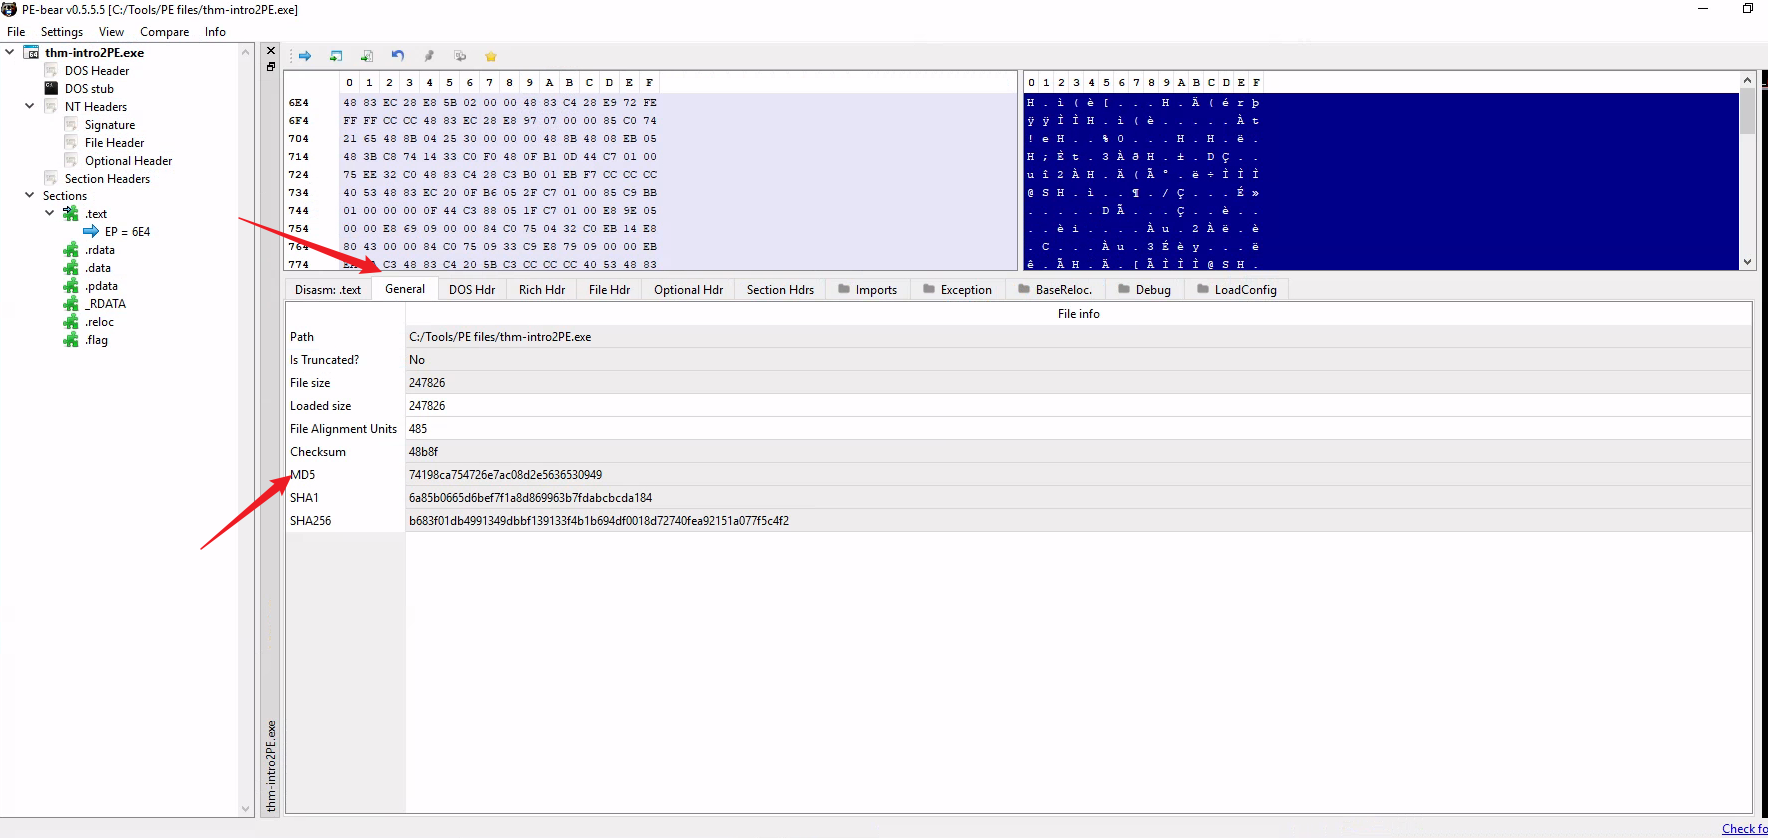 PE-bear v0.5.5.5 [C:/Tools/PE files/thm-intro2PE.exe]
File Settings View Compare Info
thm-intro2PE.exe
DOS Header
DOS stub
NT Headers
Signature
File Header
Optional Header
Section Headers
Sections
.text
EP = 6E4
.rdata
.data
.pdata
_RDATA
.reloc
.flag
thm-intro2PE.exe
0 1 2 3 4 5 6 7 8 9 A B C D E F
6E4 48 83 EC 28 E8 5B 02 00 00 48 83 C4 28 E9 72 FE
6F4 FF FF CC CC 48 83 EC 28 E8 97 07 00 00 85 C0 74
704 21 65 48 8B 04 25 30 00 00 00 48 8B 48 08 EB 05
714 48 3B C8 74 14 33 C0 F0 48 0F B1 0D 44 C7 01 00
724 75 EE 32 C0 48 83 C4 28 C3 B0 01 EB F7 CC CC CC
734 40 53 48 83 EC 20 0F B6 05 2F C7 01 00 85 C9 BB
744 01 00 00 00 0F 44 C3 88 05 1F C7 01 00 E8 9E 05
754 00 00 E8 69 09 00 00 84 C0 75 04 32 C0 EB 14 E8
764 80 43 00 00 84 C0 75 09 33 C9 E8 79 09 00 00 EB
774 C3 48 83 C4 20 5B C3 CC CC CC 40 53 48 83
0 1 2 3 4 5 6 7 8 9 A B C D E F
H . ì ( è [ . . . H . Ä ( é r þ
ÿ ÿ Ì Ì H . ì ( è . . . . . À t
! e H . . % 0 . . . H . H . ë .
H ; È t . 3 À ð H . ± . D Ç . .
u î 2 À H . Ä ( Ã ° . ë ÷ Ì Ì Ì
@ S H . ì . . ¶ . / Ç . . . É »
. . . . . D Ã . . . Ç . . è . .
. . è i . . . . À u . 2 À ë . è
. C . . . À u . 3 É è y . . . ë
ê . Ã H . Ä . [ Ã Ì Ì Ì @ S H .
Disasm: .text General DOS Hdr Rich Hdr File Hdr Optional Hdr Section Hdrs Imports Exception BaseReloc. Debug LoadConfig
File info
Path C:/Tools/PE files/thm-intro2PE.exe
Is Truncated? No
File size 247826
Loaded size 247826
File Alignment Units 485
Checksum 48b8f
MD5 74198ca754726e7ac08d2e5636530949
SHA1 6a85b0665d6bef7f1a8d869963b7fdabcbcda184
SHA256 b683f01db4991349dbbf139133f4b1b694df0018d72740fea92151a077f5c4f2
Check fo